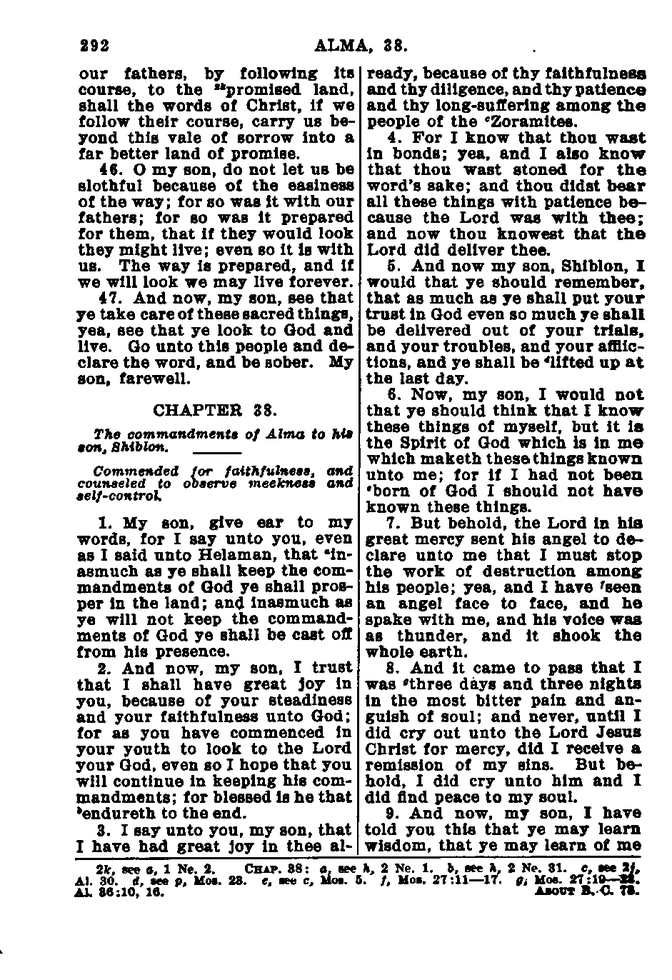 292 ALMA, 38.
our fathers, by following its
course, to the ²ᵏpromised land,
shall the words of Christ, if we
follow their course, carry us be-
yond this vale of sorrow into a
far better land of promise.
46. O my son, do not let us be
slothful because of the easiness
of the way; for so was it with our
fathers; for so was it prepared
for them, that if they would look
they might live; even so it is with
us. The way is prepared, and if
we will look we may live forever.
47. And now, my son, see that
ye take care of these sacred things,
yea, see that ye look to God and
live. Go unto this people and de-
clare the word, and be sober. My
son, farewell.
CHAPTER 38.
The commandments of Alma to his
son, Shiblon.
Commended for faithfulness, and
counseled to observe meekness and
self-control.
1. My son, give ear to my
words, for I say unto you, even
as I said unto Helaman, that ᵃin-
asmuch as ye shall keep the com-
mandments of God ye shall pros-
per in the land; and inasmuch as
ye will not keep the command-
ments of God ye shall be cast off
from his presence.
2. And now, my son, I trust
that I shall have great joy in
you, because of your steadiness
and your faithfulness unto God;
for as you have commenced in
your youth to look to the Lord
your God, even so I hope that you
will continue in keeping his com-
mandments; for blessed is he that
ᵇendureth to the end.
3. I say unto you, my son, that
I have had great joy in thee al-
ready, because of thy faithfulness
and thy diligence, and thy patience
and thy long-suffering among the
people of the ᶜZoramites.
4. For I know that thou wast
in bonds; yea, and I also know
that thou wast stoned for the
word's sake; and thou didst bear
all these things with patience be-
cause the Lord was with thee;
and now thou knowest that the
Lord did deliver thee.
5. And now my son, Shiblon, I
would that ye should remember,
that as much as ye shall put your
trust in God even so much ye shall
be delivered out of your trials,
and your troubles, and your afflic-
tions, and ye shall be ᵈlifted up at
the last day.
6. Now, my son, I would not
that ye should think that I know
these things of myself, but it is
the Spirit of God which is in me
which maketh these things known
unto me; for if I had not been
ᵉborn of God I should not have
known these things.
7. But behold, the Lord in his
great mercy sent his angel to de-
clare unto me that I must stop
the work of destruction among
his people; yea, and I have ᶠseen
an angel face to face, and he
spake with me, and his voice was
as thunder, and it shook the
whole earth.
8. And it came to pass that I
was ᵍthree days and three nights
in the most bitter pain and an-
guish of soul; and never, until I
did cry out unto the Lord Jesus
Christ for mercy, did I receive a
remission of my sins. But be-
hold, I did cry unto him and I
did find peace to my soul.
9. And now, my son, I have
told you this that ye may learn
wisdom, that ye may learn of me
2k, see a, 1 Ne. 2. CHAP. 38: a, see h, 2 Ne. 1. b, see h, 2 Ne. 31. c, see 2f,
Al. 30. d, see p, Mos. 23. e, see c, Mos. 5. f, Mos. 27:11—17. g, Mos. 27:19—23.
Al. 36:10, 16. ABOUT B. C. 73.